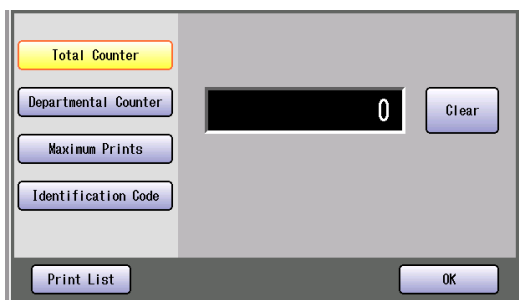 Total Counter
Departmental Counter
0
Clear
Maximum Prints
Identification Code
Print List
OK